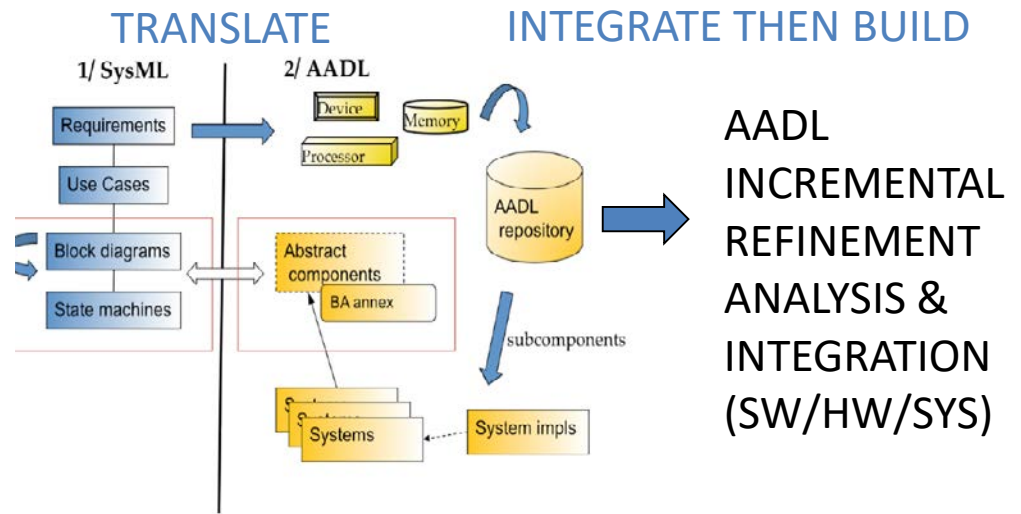 TRANSLATE
INTEGRATE THEN BUILD
1/ SysML
2/ AADL
Requirements
Use Cases
Block diagrams
State machines
Device
Memory
Processor
AADL
repository
Abstract
components
BA annex
subcomponents
Systems
System impls
AADL
INCREMENTAL
REFINEMENT
ANALYSIS &
INTEGRATION
(SW/HW/SYS)